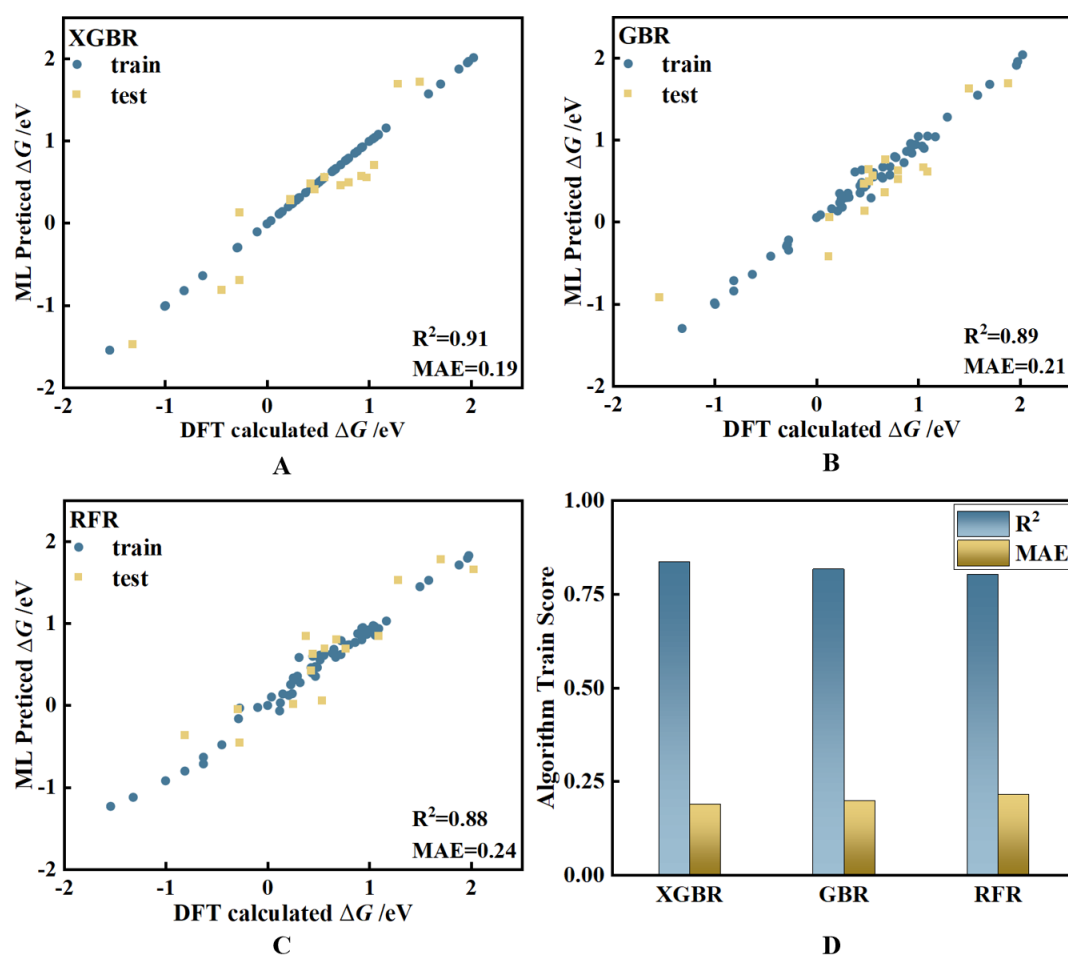 XGBR
train
test
R²=0.91
MAE=0.19
2
1
0
-1
-2
-2
-1
0
1
2
ML Preticed ΔG /eV
DFT calculated ΔG /eV
A
GBR
train
test
R²=0.89
MAE=0.21
2
1
0
-1
-2
-2
-1
0
1
2
ML Preticed ΔG /eV
DFT calculated ΔG /eV
B
RFR
train
test
R²=0.88
MAE=0.24
2
1
0
-1
-2
-2
-1
0
1
2
ML Preticed ΔG /eV
DFT calculated ΔG /eV
C
1.00
0.75
0.50
0.25
0.00
Algorithm Train Score
R²
MAE
XGBR
GBR
RFR
D